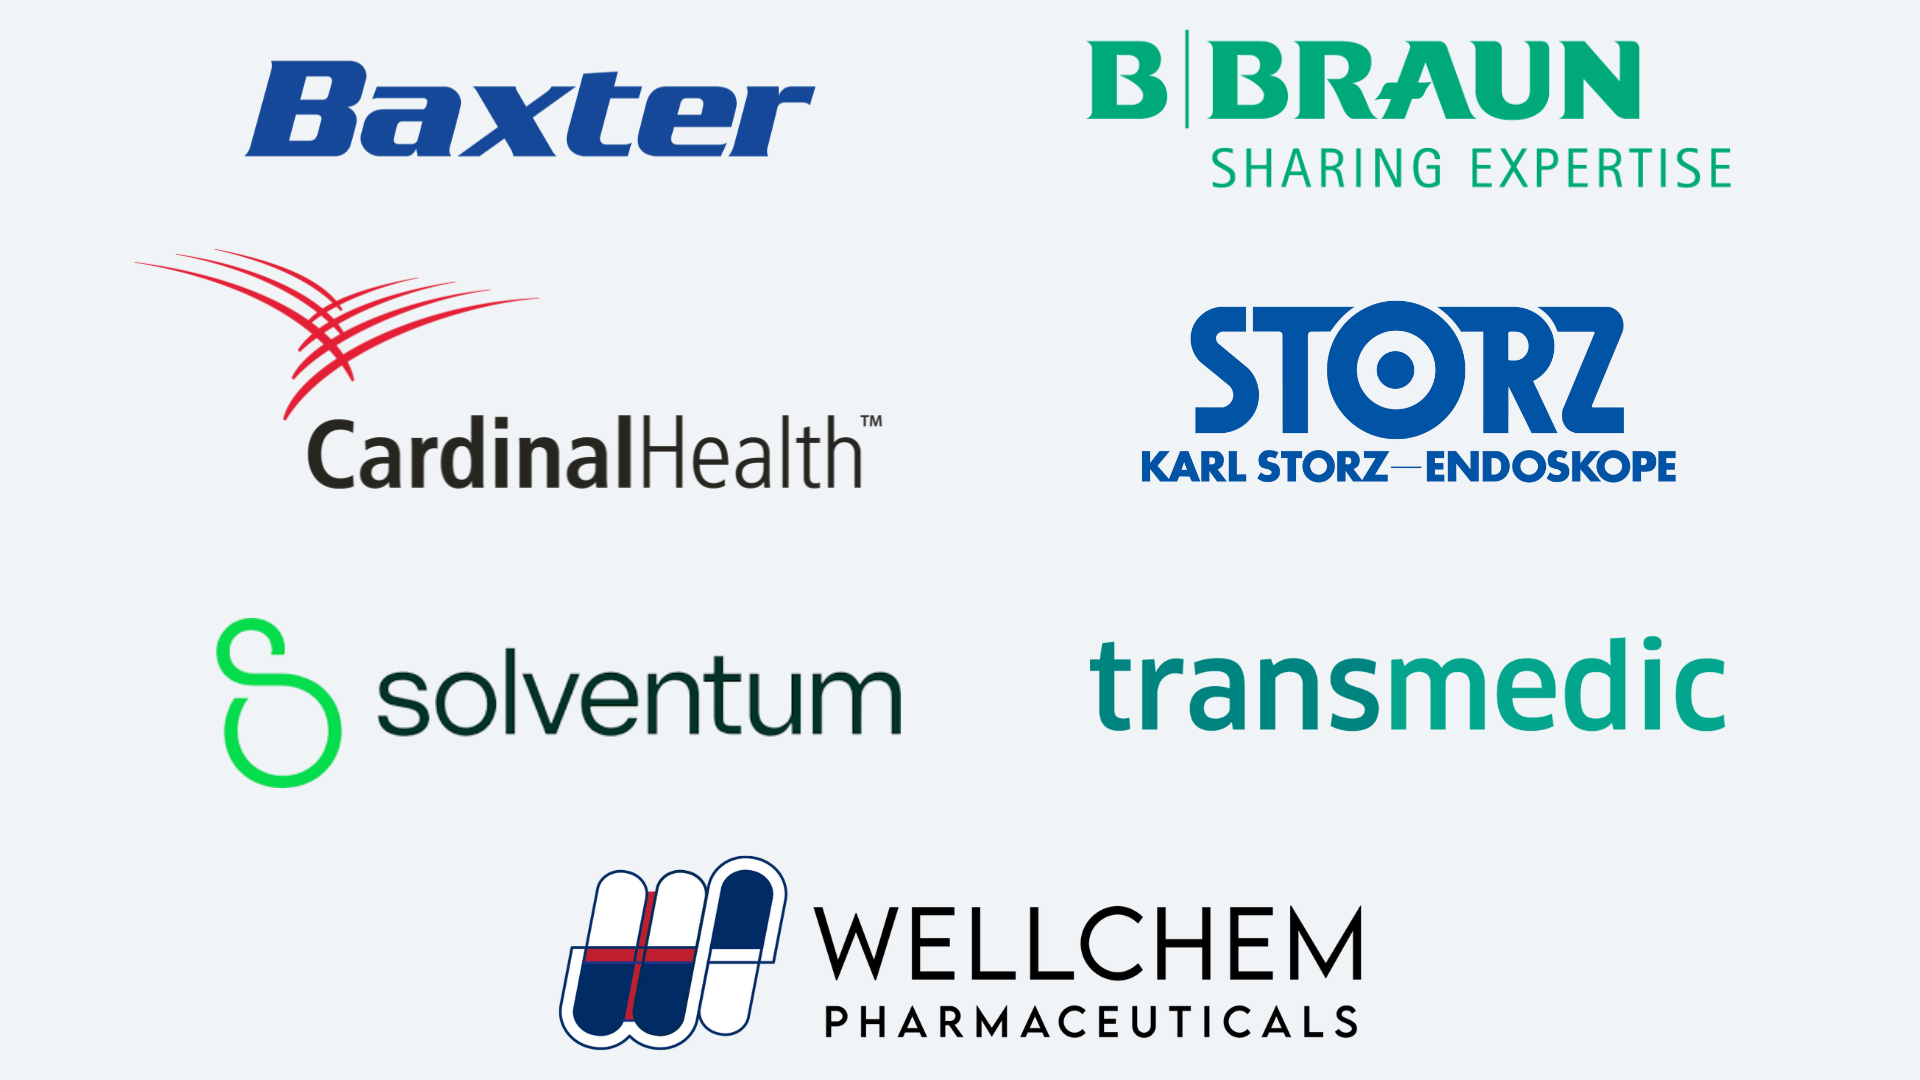 Baxter
B BRAUN
SHARING EXPERTISE
CardinalHealth™
STORZ
KARL STORZ—ENDOSKOPE
solventum
transmedic
WELLCHEM
PHARMACEUTICALS